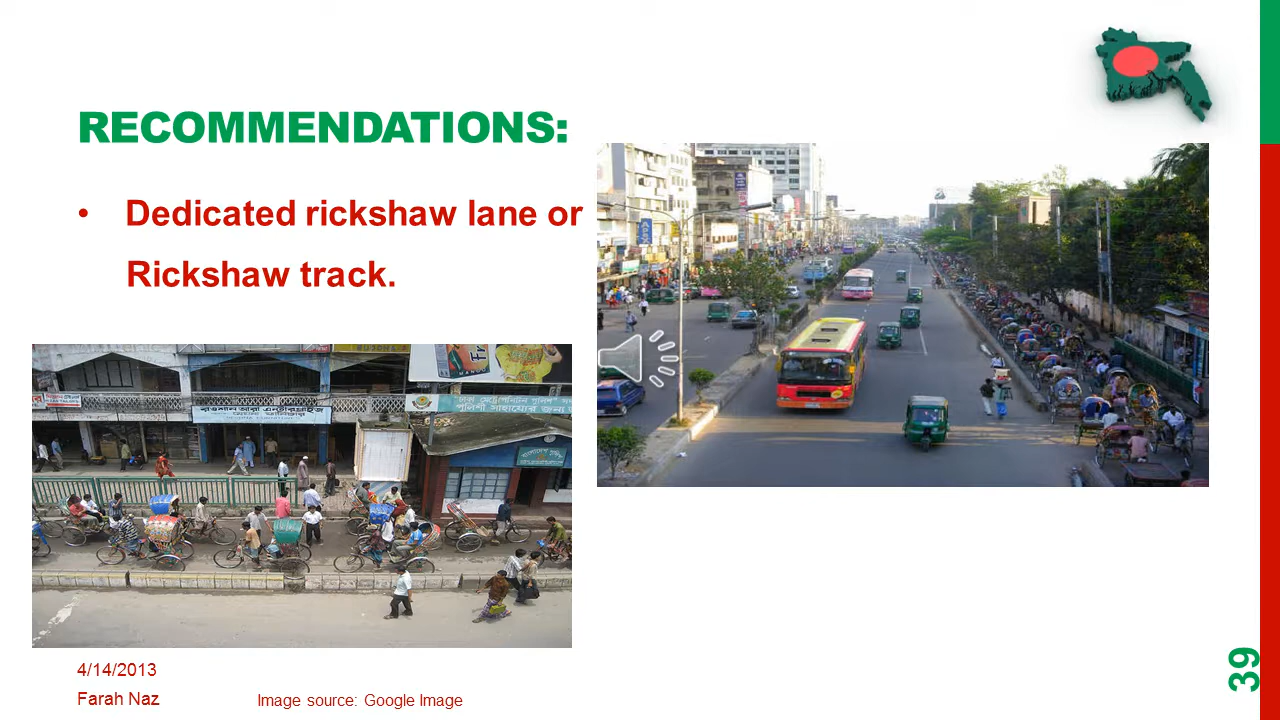 RECOMMENDATIONS:
• Dedicated rickshaw lane or
Rickshaw track.
4/14/2013
Farah Naz
Image source: Google Image
39